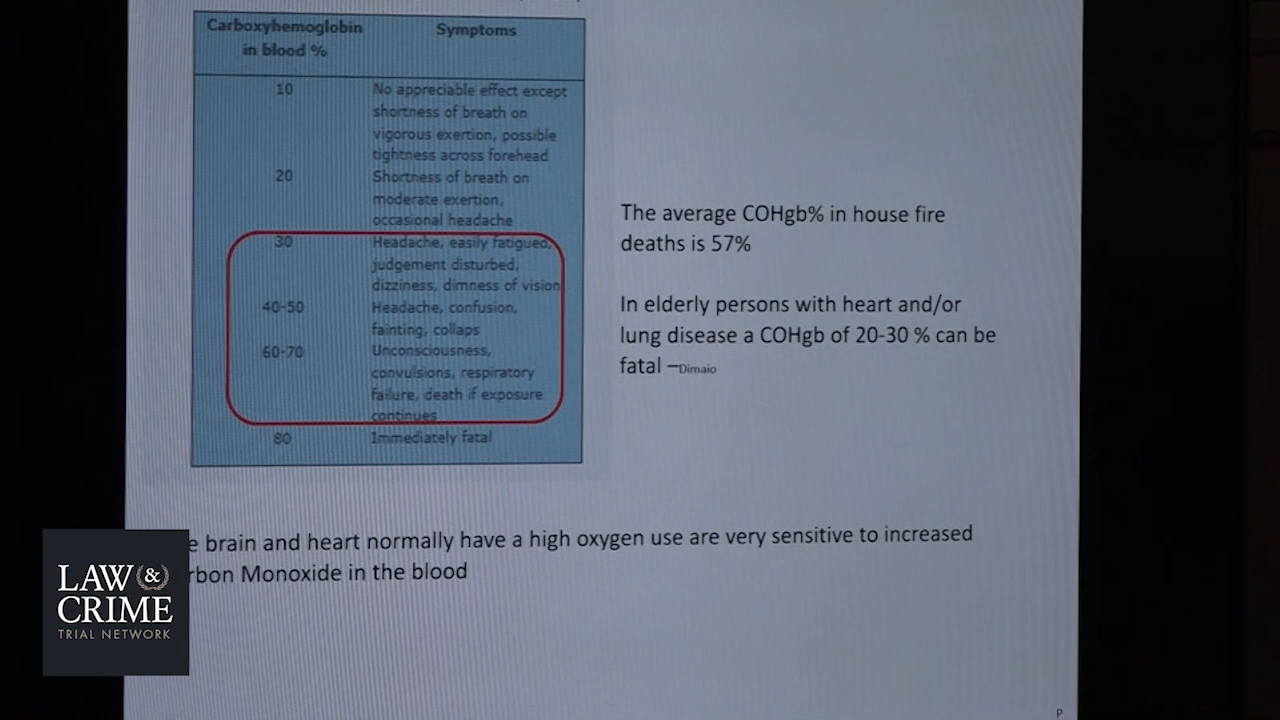 Carboxyhemoglobin
in blood %
Symptoms
10
No appreciable effect except
shortness of breath on
vigorous exertion, possible
tightness across forehead
20
Shortness of breath on
moderate exertion,
occasional headache
30
Headache, easily fatigued,
judgement disturbed,
dizziness, dimness of vision
40-50
Headache, confusion,
fainting, collaps
60-70
Unconsciousness,
convulsions, respiratory
failure, death if exposure
continues
80
Immediately fatal
The average COHgb% in house fire
deaths is 57%
In elderly persons with heart and/or
lung disease a COHgb of 20-30 % can be
fatal —Dimaio
e brain and heart normally have a high oxygen use are very sensitive to increased
rbon Monoxide in the blood
LAW &
CRIME
TRIAL NETWORK
P